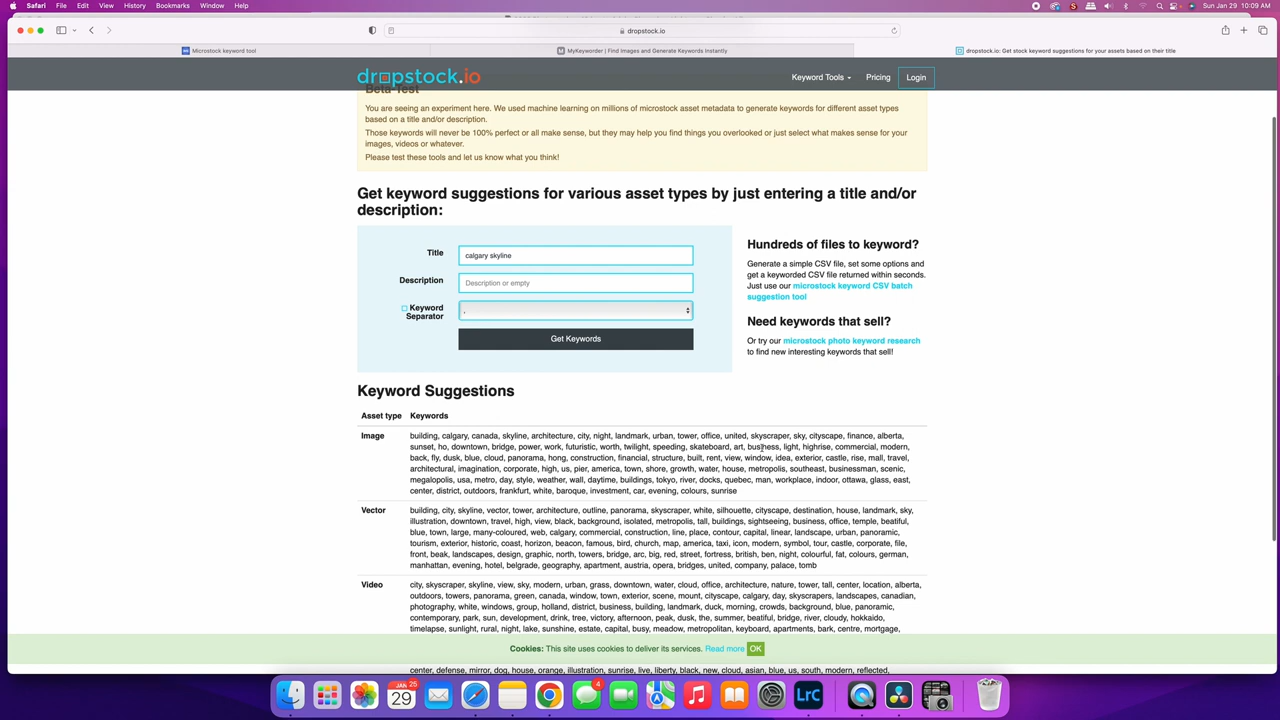 Safari File Edit View History Bookmarks Window Help Sun Jan 29 10:09 AM
dropstock.io
Microstock keyword tool MyKeyworder | Find Images and Generate Keywords Instantly dropstock.io: Get stock keyword suggestions for your assets based on their title
dropstock.io Keyword Tools Pricing Login
Beta-Test
You are seeing an experiment here. We used machine learning on millions of microstock asset metadata to generate keywords for different asset types
based on a title and/or description.
Those keywords will never be 100% perfect or all make sense, but they may help you find things you overlooked or just select what makes sense for your
images, videos or whatever.
Please test these tools and let us know what you think!
Get keyword suggestions for various asset types by just entering a title and/or
description:
Title calgary skyline
Description Description or empty
Keyword
Separator ,
Get Keywords
Hundreds of files to keyword?
Generate a simple CSV file, set some options and
get a keyworded CSV file returned within seconds.
Just use our microstock keyword CSV batch
suggestion tool
Need keywords that sell?
Or try our microstock photo keyword research
to find new interesting keywords that sell!
Keyword Suggestions
Asset type Keywords
Image building, calgary, canada, skyline, architecture, city, night, landmark, urban, tower, office, united, skyscraper, sky, cityscape, finance, alberta,
sunset, ho, downtown, bridge, power, work, futuristic, worth, twilight, speeding, skateboard, art, business, light, highrise, commercial, modern,
back, fly, dusk, blue, cloud, panorama, hong, construction, financial, structure, built, rent, view, window, idea, exterior, castle, rise, mall, travel,
architectural, imagination, corporate, high, us, pier, america, town, shore, growth, water, house, metropolis, southeast, businessman, scenic,
megalopolis, usa, metro, day, style, weather, wall, daytime, buildings, tokyo, river, docks, quebec, man, workplace, indoor, ottawa, glass, east,
center, district, outdoors, frankfurt, white, baroque, investment, car, evening, colours, sunrise
Vector building, city, skyline, vector, tower, architecture, outline, panorama, skyscraper, white, silhouette, cityscape, destination, house, landmark, sky,
illustration, downtown, travel, high, view, black, background, isolated, metropolis, tall, buildings, sightseeing, business, office, temple, beatiful,
blue, town, large, many-coloured, web, calgary, commercial, construction, line, place, contour, capital, linear, landscape, urban, panoramic,
tourism, exterior, historic, coast, horizon, beacon, famous, bird, church, map, america, taxi, icon, modern, symbol, tour, castle, corporate, file,
front, beak, landscapes, design, graphic, north, towers, bridge, arc, big, red, street, fortress, british, ben, night, colourful, fat, colours, german,
manhattan, evening, hotel, belgrade, geography, apartment, austria, opera, bridges, united, company, palace, tomb
Video city, skyscraper, skyline, view, sky, modern, urban, grass, downtown, water, cloud, office, architecture, nature, tower, tall, center, location, alberta,
outdoors, towers, panorama, green, canada, window, town, exterior, scene, mount, cityscape, calgary, day, skyscrapers, landscapes, canadian,
photography, white, windows, group, holland, district, business, building, landmark, duck, morning, crowds, background, blue, panoramic,
contemporary, park, sun, development, drink, tree, victory, afternoon, peak, dusk, the, summer, beatiful, bridge, river, cloudy, hokkaido,
timelapse, sunlight, rural, night, lake, sunshine, estate, capital, busy, meadow, metropolitan, keyboard, apartments, bark, centre, mortgage,
Cookies: This site uses cookies to deliver its services. Read more OK
center, defense, mirror, dog, house, orange, illustration, sunrise, live, liberty, black, new, cloud, asian, blue, us, south, modern, reflected,
JAN 25
29
4
LrC